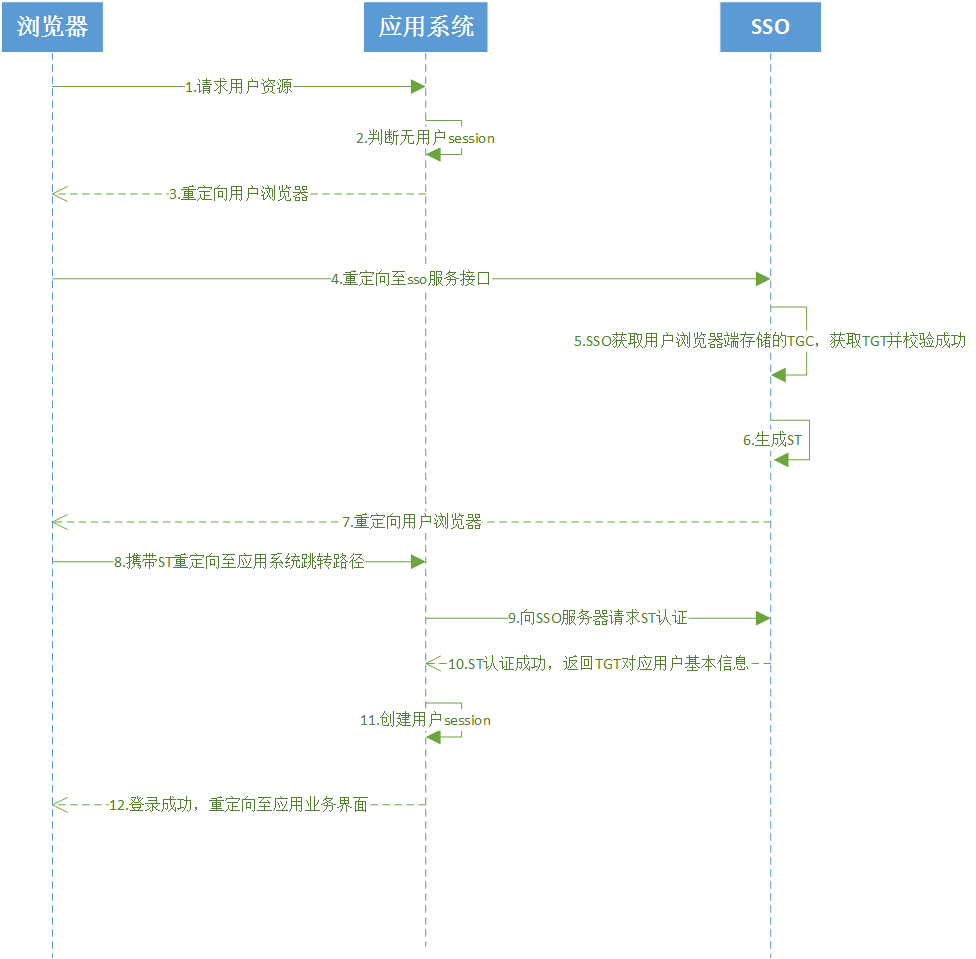 浏览器
应用系统
SSO
1.请求用户资源
2.判断无用户session
3.重定向用户浏览器
4.重定向至sso服务接口
5.SSO获取用户浏览器端存储的TGC，获取TGT并校验成功
6.生成ST
7.重定向用户浏览器
8.携带ST重定向至应用系统跳转路径
9.向SSO服务器请求ST认证
10.ST认证成功，返回TGT对应用户基本信息
11.创建用户session
12.登录成功，重定向至应用业务界面